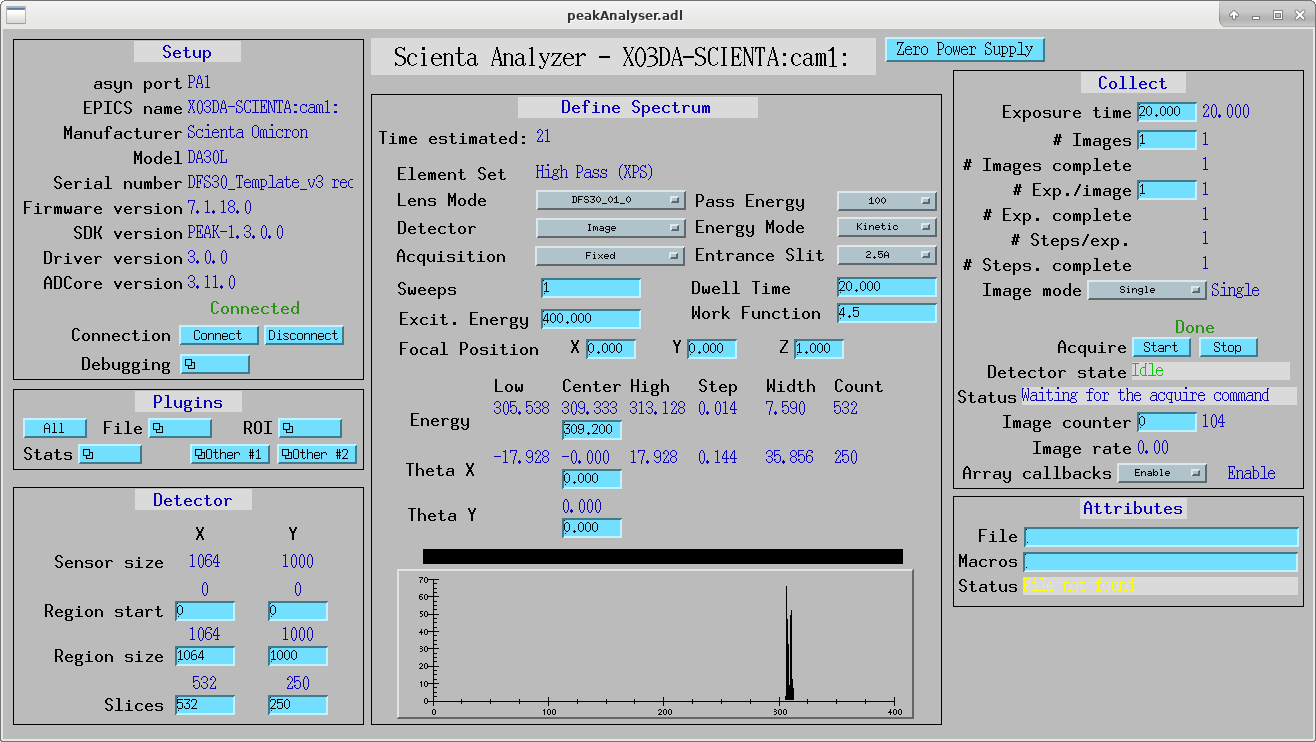 peakAnalyser.adl
Scienta Analyzer - X03DA-SCIENTA:cam1:
Zero Power Supply
Setup
asyn port PA1
EPICS name X03DA-SCIENTA:cam1:
Manufacturer Scienta Omicron
Model DA30L
Serial number DFS30_Template_v3 rec
Firmware version 7.1.18.0
SDK version PEAK-1.3.0.0
Driver version 3.0.0
ADCore version 3.11.0
Connected
Connection Connect Disconnect
Debugging
Plugins
All File ROI
Stats Other #1 Other #2
Detector
X Y
Sensor size 1064 1000
0 0
Region start 0 0
1064 1000
Region size 1064 1000
532 250
Slices 532 250
Define Spectrum
Time estimated: 21
Element Set High Pass (XPS)
Lens Mode DFS30_01_0 Pass Energy 100
Detector Image Energy Mode Kinetic
Acquisition Fixed Entrance Slit 2.5A
Sweeps 1 Dwell Time 20.000
Excit. Energy 400.000 Work Function 4.5
Focal Position X 0.000 Y 0.000 Z 1.000
Low Center High Step Width Count
Energy 305.538 309.333 313.128 0.014 7.590 532
309.200
Theta X -17.928 -0.000 17.928 0.144 35.856 250
0.000
Theta Y 0.000
0.000
70
60
50
40
30
20
10
0
0 100 200 300 400
Collect
Exposure time 20.000 20.000
# Images 1 1
# Images complete 1
# Exp./image 1 1
# Exp. complete 1
# Steps/exp. 1
# Steps. complete 1
Image mode Single Single
Done
Acquire Start Stop
Detector state Idle
Status Waiting for the acquire command
Image counter 0 104
Image rate 0.00
Array callbacks Enable Enable
Attributes
File
Macros
Status File not found